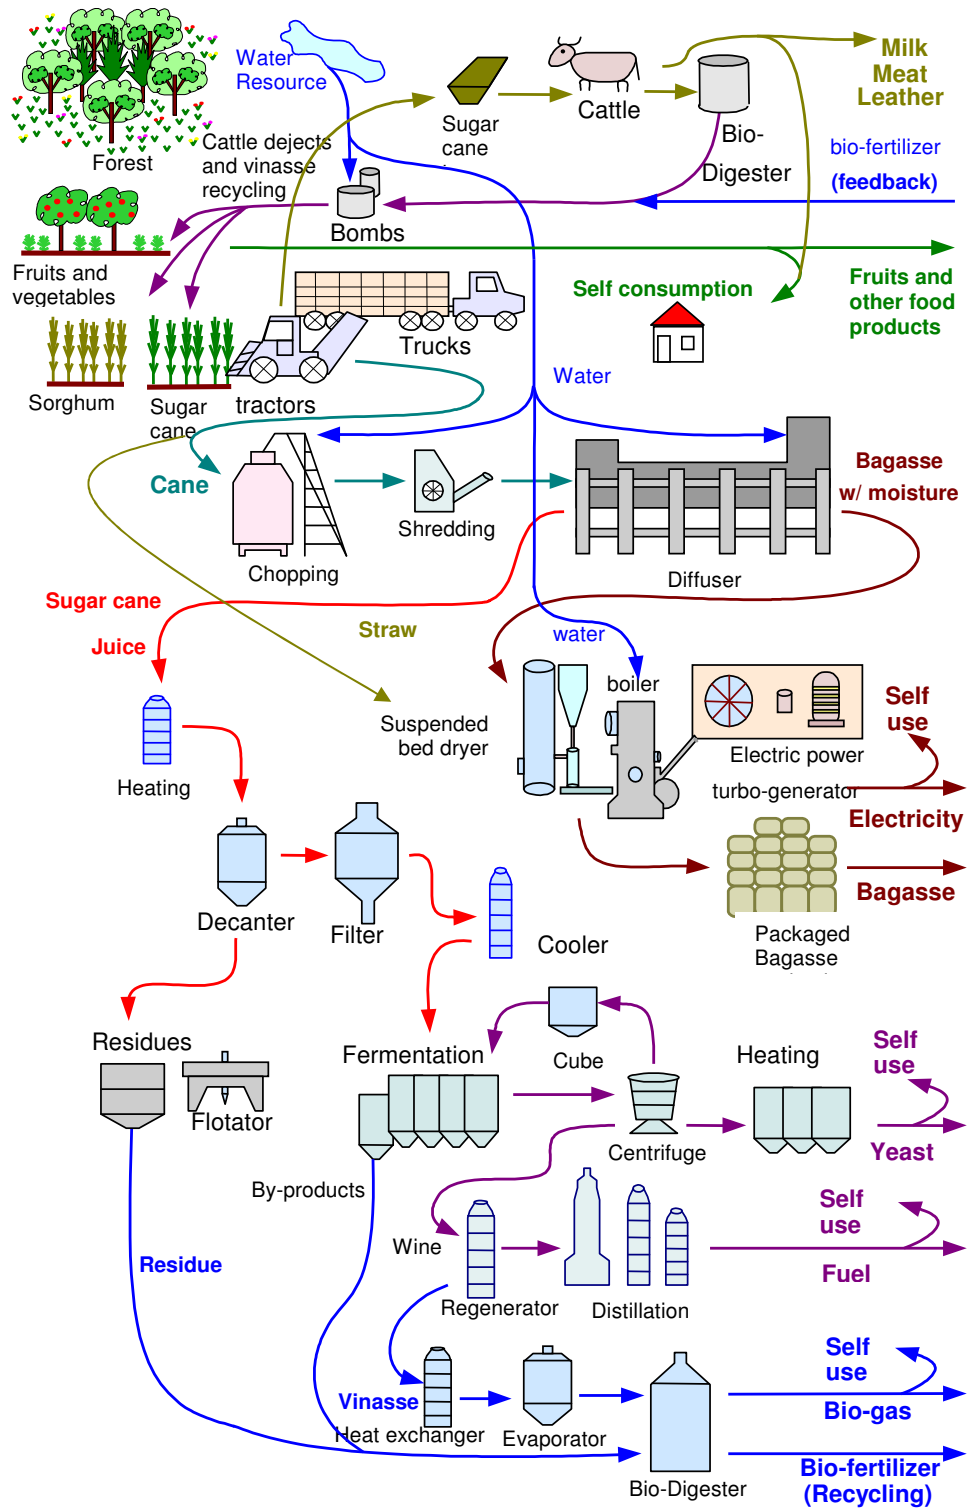 Water
Resource
Milk
Meat
Leather
Sugar
cane
Cattle
Bio-
Digester
Forest
Cattle dejects
and vinasse
recycling
bio-fertilizer
(feedback)
Bombs
Fruits and
vegetables
Self consumption
Fruits and
other food
products
Trucks
Sorghum
Sugar
cane
tractors
Water
Cane
Chopping
Shredding
Diffuser
Bagasse
w/ moisture
Sugar cane
Juice
Straw
water
boiler
Suspended
bed dryer
Self
use
Electric power
turbo-generator
Electricity
Heating
Decanter
Filter
Cooler
Bagasse
Packaged
Bagasse
Residues
Flotator
Fermentation
Cube
Heating
Self
use
Centrifuge
Yeast
By-products
Self
use
Wine
Residue
Regenerator
Distillation
Fuel
Self
use
Vinasse
Heat exchanger
Evaporator
Bio-gas
Bio-Digester
Bio-fertilizer
(Recycling)